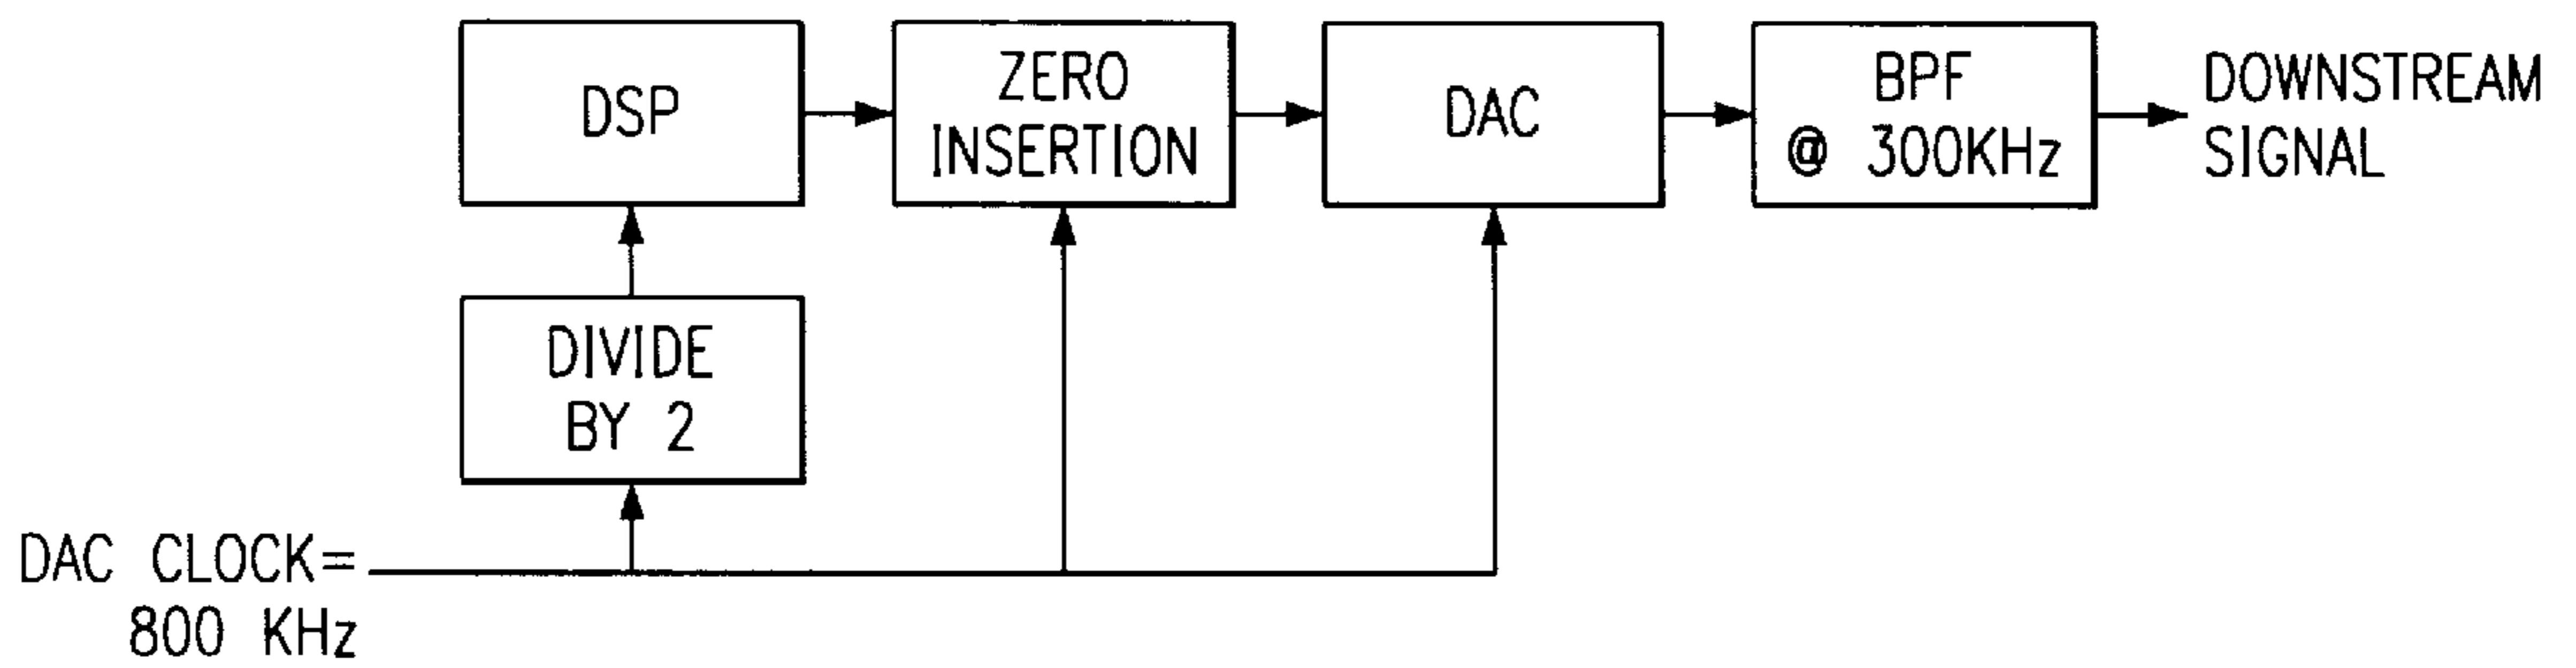 DSP
ZERO
INSERTION
DAC
BPF
@ 300KHz
DOWNSTREAM
SIGNAL
DIVIDE
BY 2
DAC CLOCK=
800 KHz